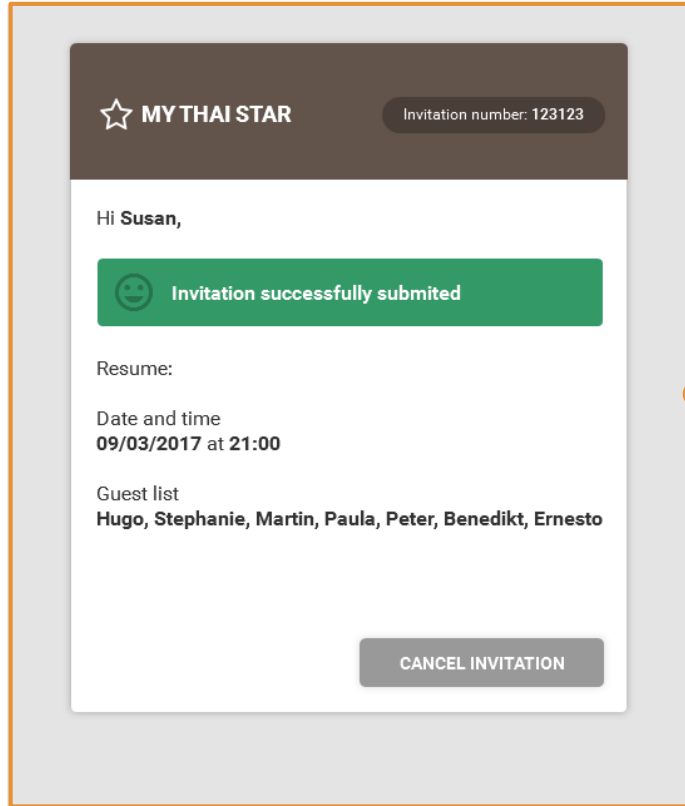 MY THAI STAR
Invitation number: 123123
Hi Susan,
Invitation successfully submited
Resume:
Date and time
09/03/2017 at 21:00
Guest list
Hugo, Stephanie, Martin, Paula, Peter, Benedikt, Ernesto
CANCEL INVITATION